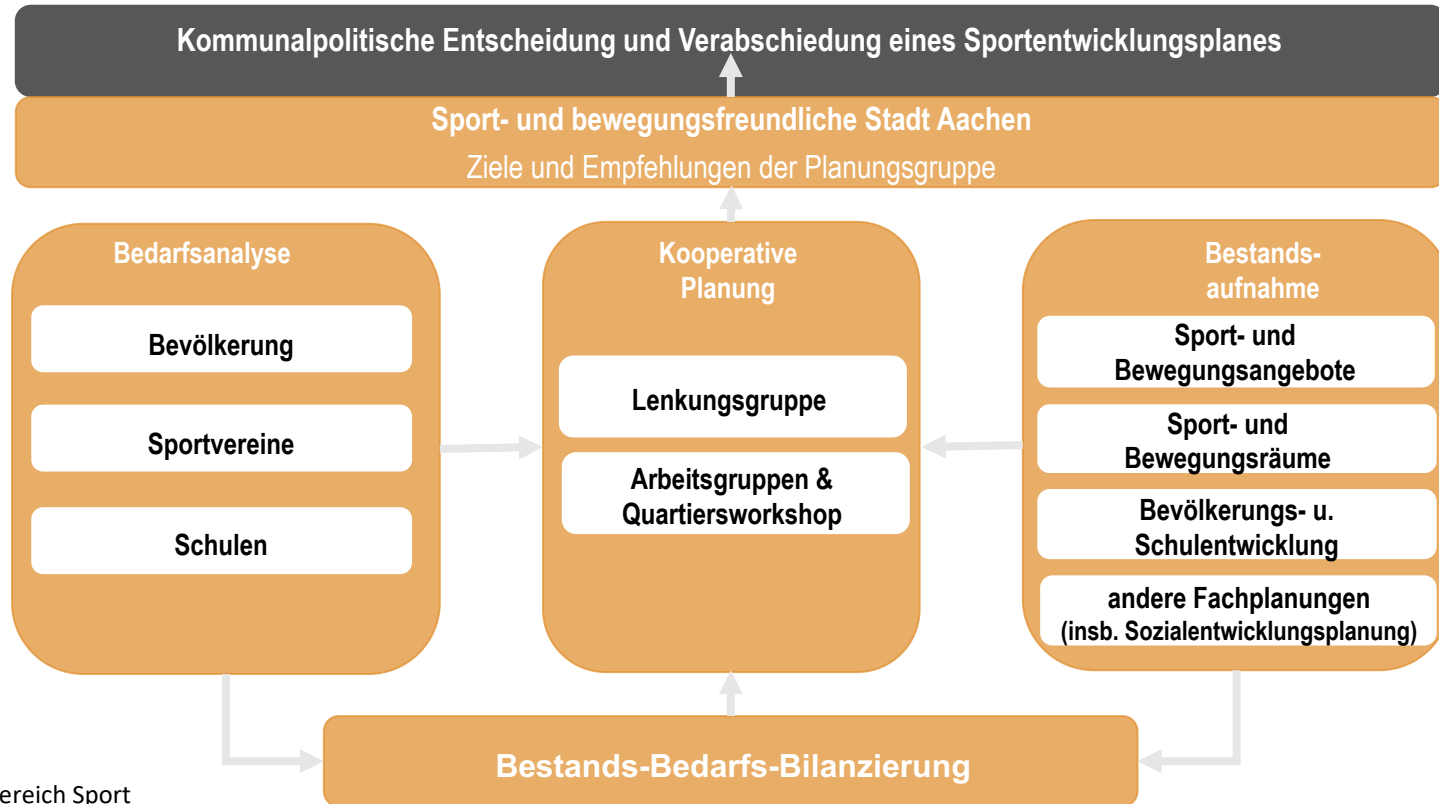 Kommunalpolitische Entscheidung und Verabschiedung eines Sportentwicklungsplanes
Sport- und bewegungsfreundliche Stadt Aachen
Ziele und Empfehlungen der Planungsgruppe
Bedarfsanalyse
Bevölkerung
Sportvereine
Schulen
Kooperative
Planung
Lenkungsgruppe
Arbeitsgruppen &
Quartiersworkshop
Bestands-
aufnahme
Sport- und
Bewegungsangebote
Sport- und
Bewegungsräume
Bevölkerungs- u.
Schulentwicklung
andere Fachplanungen
(insb. Sozialentwicklungsplanung)
Bestands-Bedarfs-Bilanzierung
ereich Sport